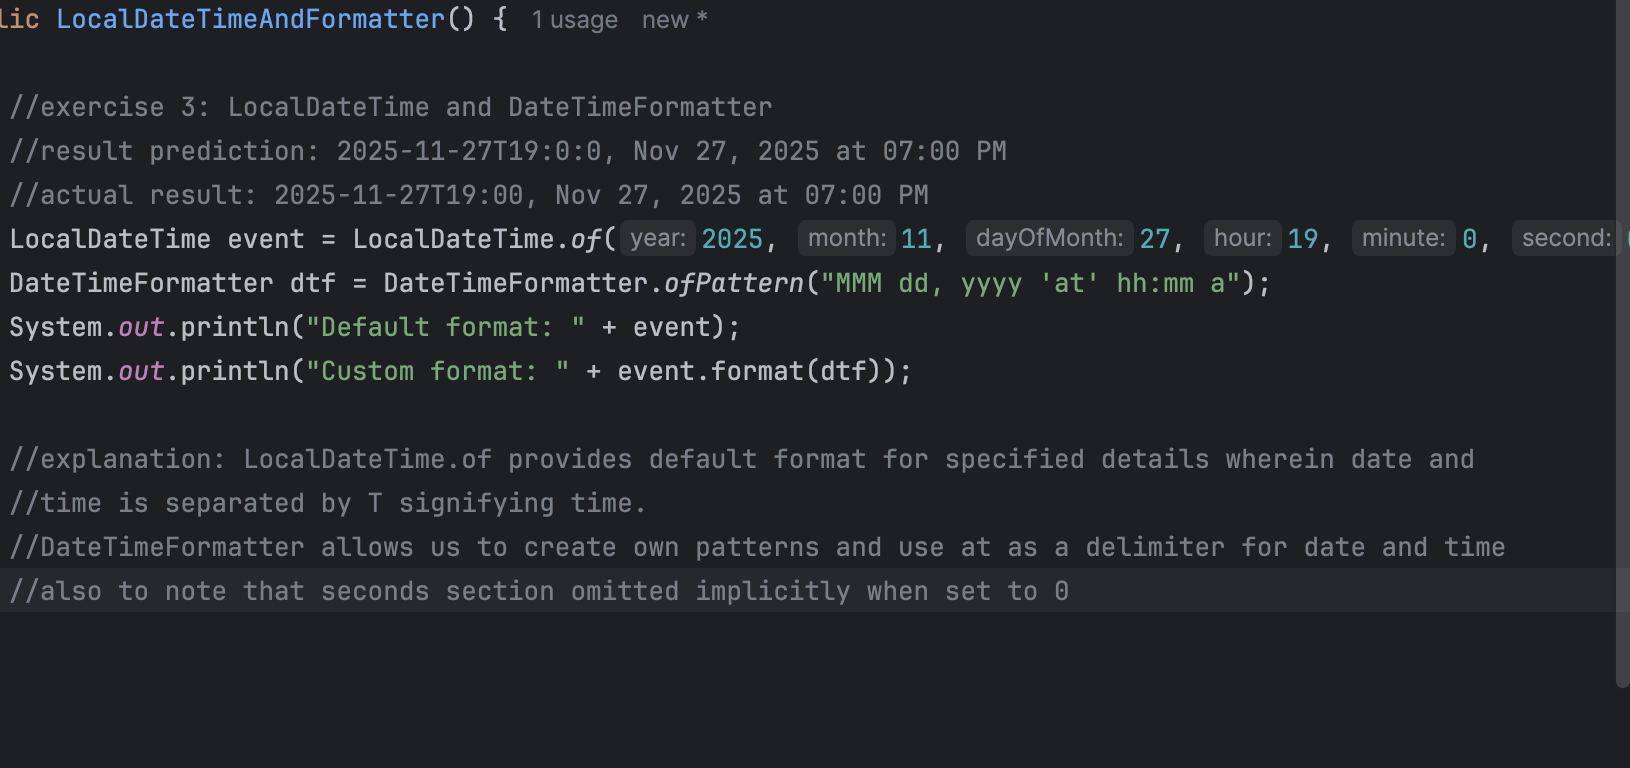 lic LocalDateTimeAndFormatter() { 1 usage new *
//exercise 3: LocalDateTime and DateTimeFormatter
//result prediction: 2025-11-27T19:0:0, Nov 27, 2025 at 07:00 PM
//actual result: 2025-11-27T19:00, Nov 27, 2025 at 07:00 PM
LocalDateTime event = LocalDateTime.of( year: 2025, month: 11, dayOfMonth: 27, hour: 19, minute: 0, second:
DateTimeFormatter dtf = DateTimeFormatter.ofPattern("MMM dd, yyyy 'at' hh:mm a");
System.out.println("Default format: " + event);
System.out.println("Custom format: " + event.format(dtf));
//explanation: LocalDateTime.of provides default format for specified details wherein date and
//time is separated by T signifying time.
//DateTimeFormatter allows us to create own patterns and use at as a delimiter for date and time
//also to note that seconds section omitted implicitly when set to 0